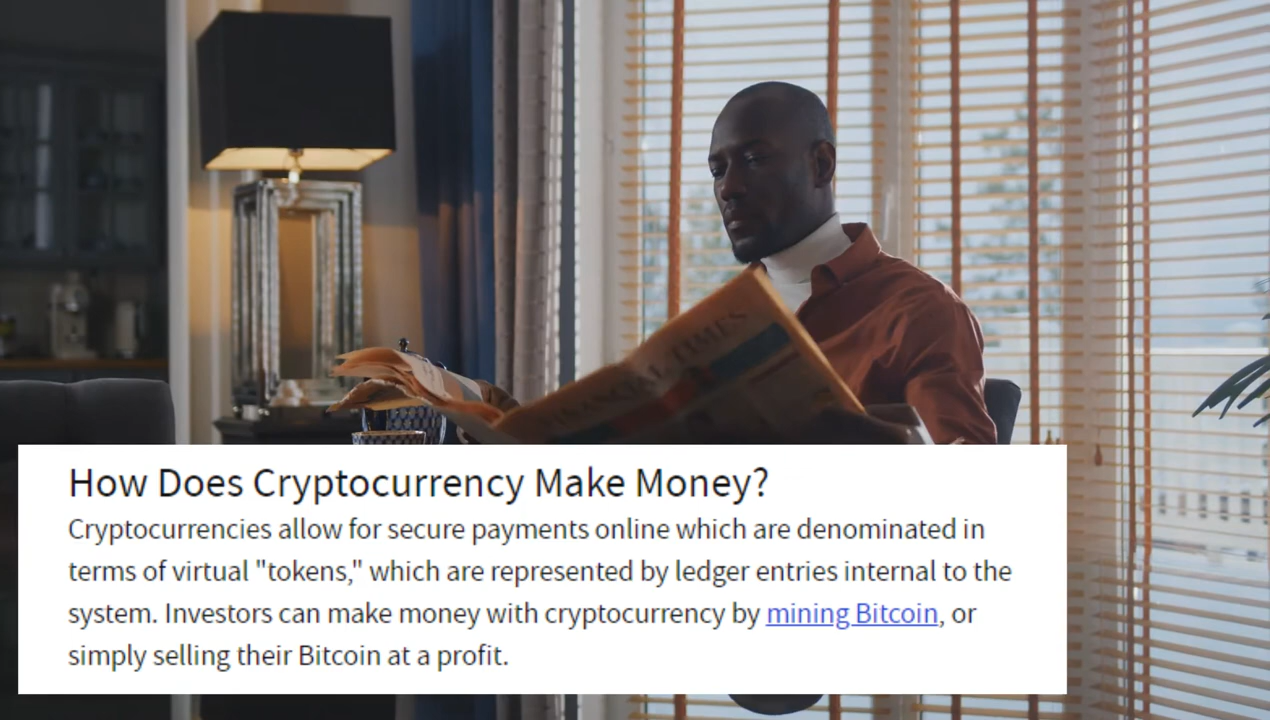 FINANCIAL TIMES
How Does Cryptocurrency Make Money?
Cryptocurrencies allow for secure payments online which are denominated in
terms of virtual "tokens," which are represented by ledger entries internal to the
system. Investors can make money with cryptocurrency by mining Bitcoin, or
simply selling their Bitcoin at a profit.